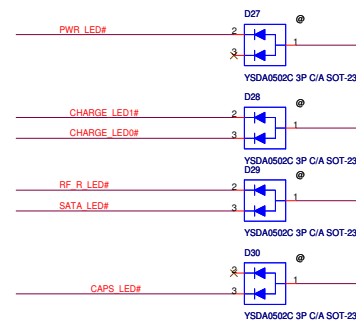 D27
@
PWR_LED#
2
1
3
YSDA0502C 3P C/A SOT-23
D28
@
CHARGE_LED1#
2
1
CHARGE_LED0#
3
YSDA0502C 3P C/A SOT-23
D29
@
RF_R_LED#
2
1
SATA_LED#
3
YSDA0502C 3P C/A SOT-23
D30
@
2
1
CAPS_LED#
3
YSDA0502C 3P C/A SOT-23